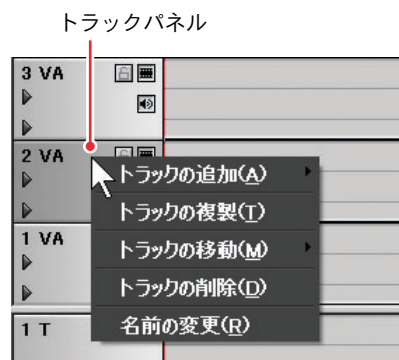 トラックパネル
3 VA
2 VA
トラックの追加(A)
トラックの複製(T)
1 VA
トラックの移動(M)
トラックの削除(D)
1 T
名前の変更(R)